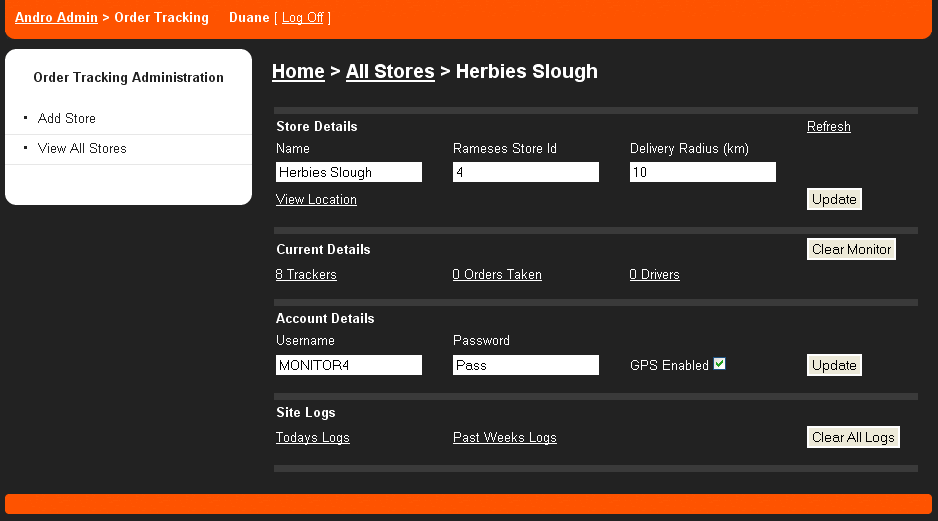 Andro Admin > Order Tracking Duane [ Log Off ]
Order Tracking Administration
Add Store
View All Stores
Home > All Stores > Herbies Slough
Store Details Refresh
Name Rameses Store Id Delivery Radius (km)
Herbies Slough 4 10
View Location Update
Current Details Clear Monitor
8 Trackers 0 Orders Taken 0 Drivers
Account Details
Username Password
MONITOR4 Pass GPS Enabled Update
Site Logs
Todays Logs Past Weeks Logs Clear All Logs